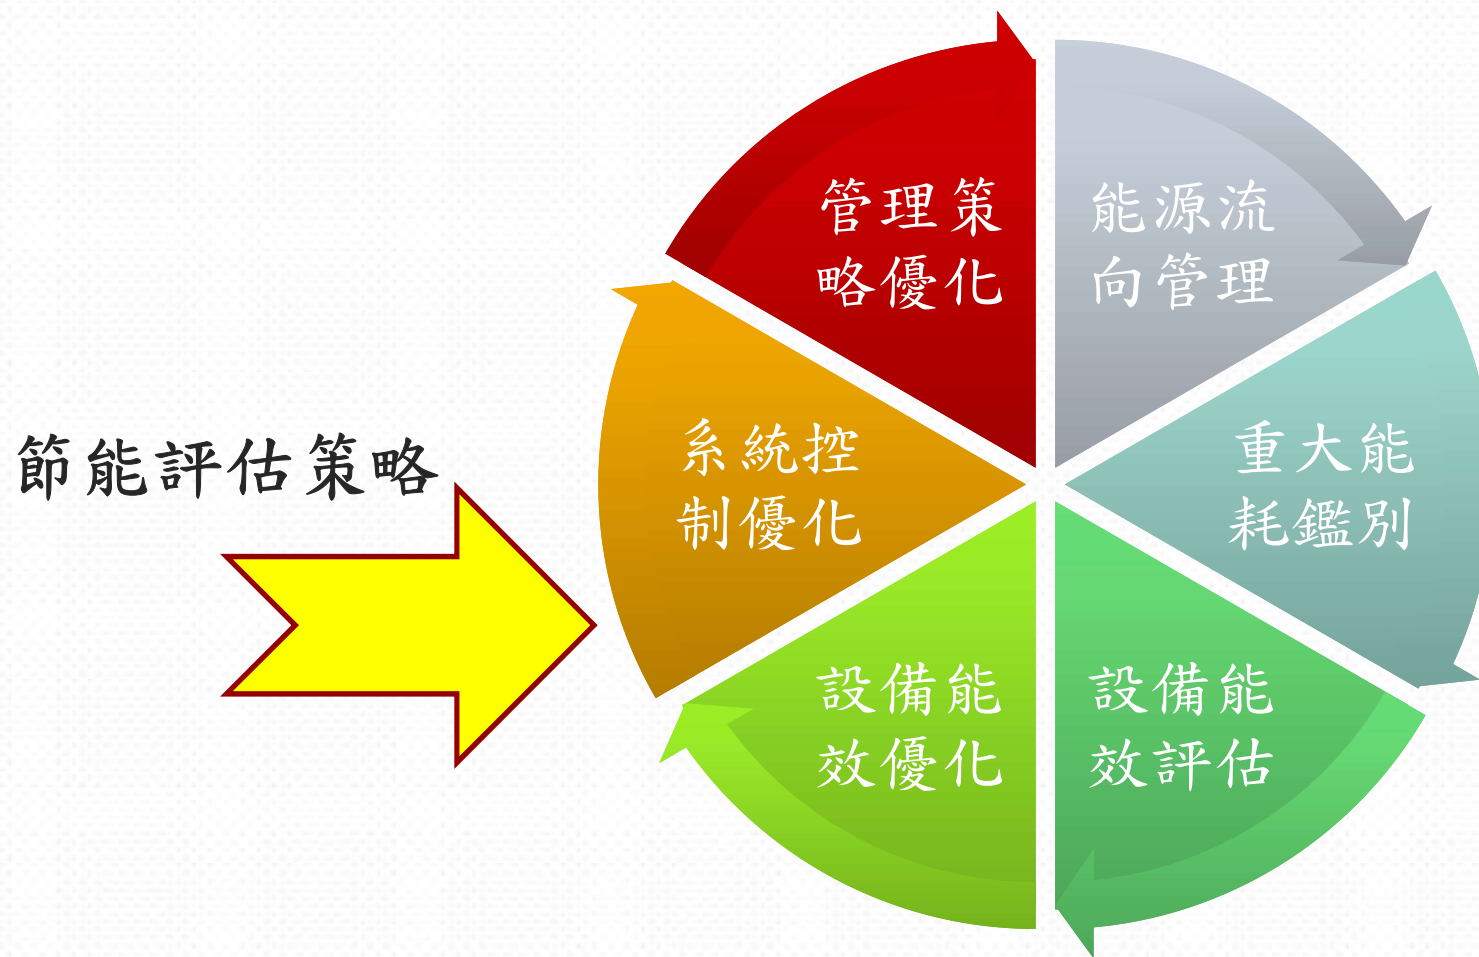 節能評估策略
能源流
向管理
重大能
耗鑑別
設備能
效評估
設備能
效優化
系統控
制優化
管理策
略優化